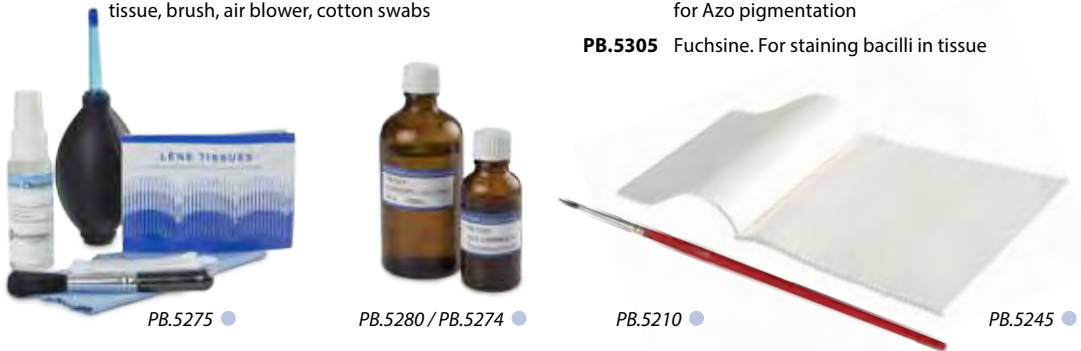 tissue, brush, air blower, cotton swabs
for Azo pigmentation
PB.5305 Fuchsine. For staining bacilli in tissue
LENS TISSUES
PB.5275
PB.5280 / PB.5274
PB.5210
PB.5245